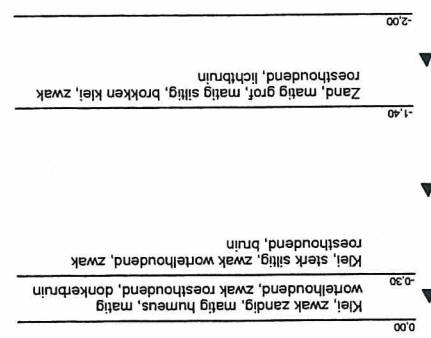 0,00
Klei, zwak zandig, matig humeus, matig
wortelhoudend, zwak roesthoudend, donkerbruin
-0,30
Klei, sterk siltig, zwak wortelhoudend, zwak
roesthoudend, bruin
-1,40
Zand, matig grof, matig siltig, brokken klei, zwak
roesthoudend, lichtbruin
-2,00